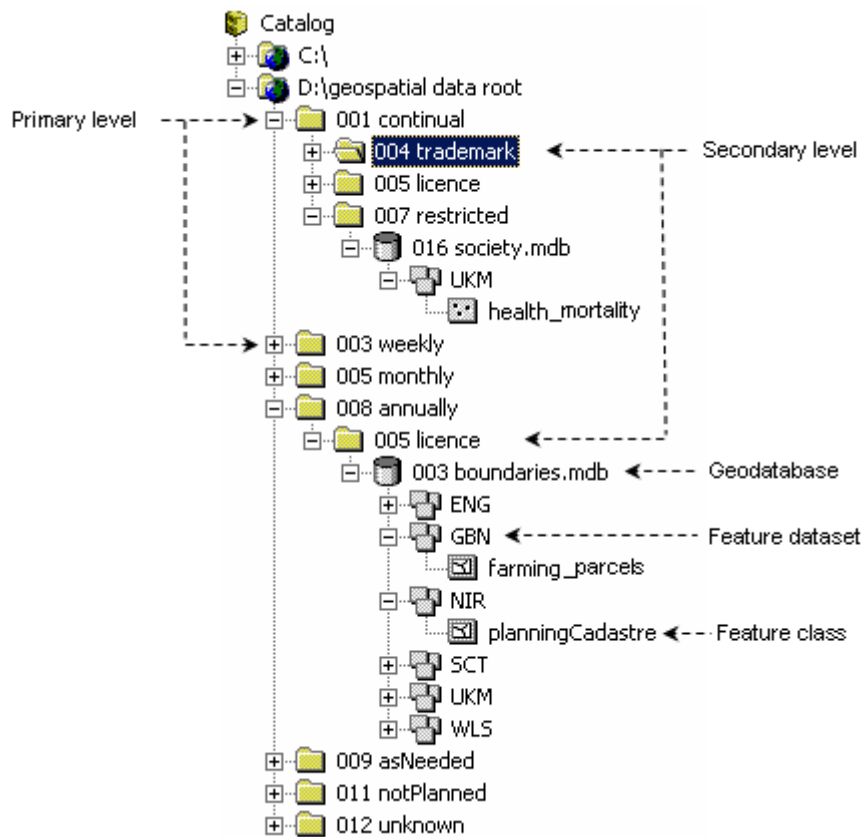 Catalog
C:\
D:\geospatial data root
Primary level
001 continual
004 trademark
Secondary level
005 licence
007 restricted
016 society.mdb
UKM
health_mortality
003 weekly
005 monthly
008 annually
005 licence
003 boundaries.mdb
Geodatabase
ENG
GBN
Feature dataset
farming_parcels
NIR
planningCadastre
Feature class
SCT
UKM
WLS
009 asNeeded
011 notPlanned
012 unknown